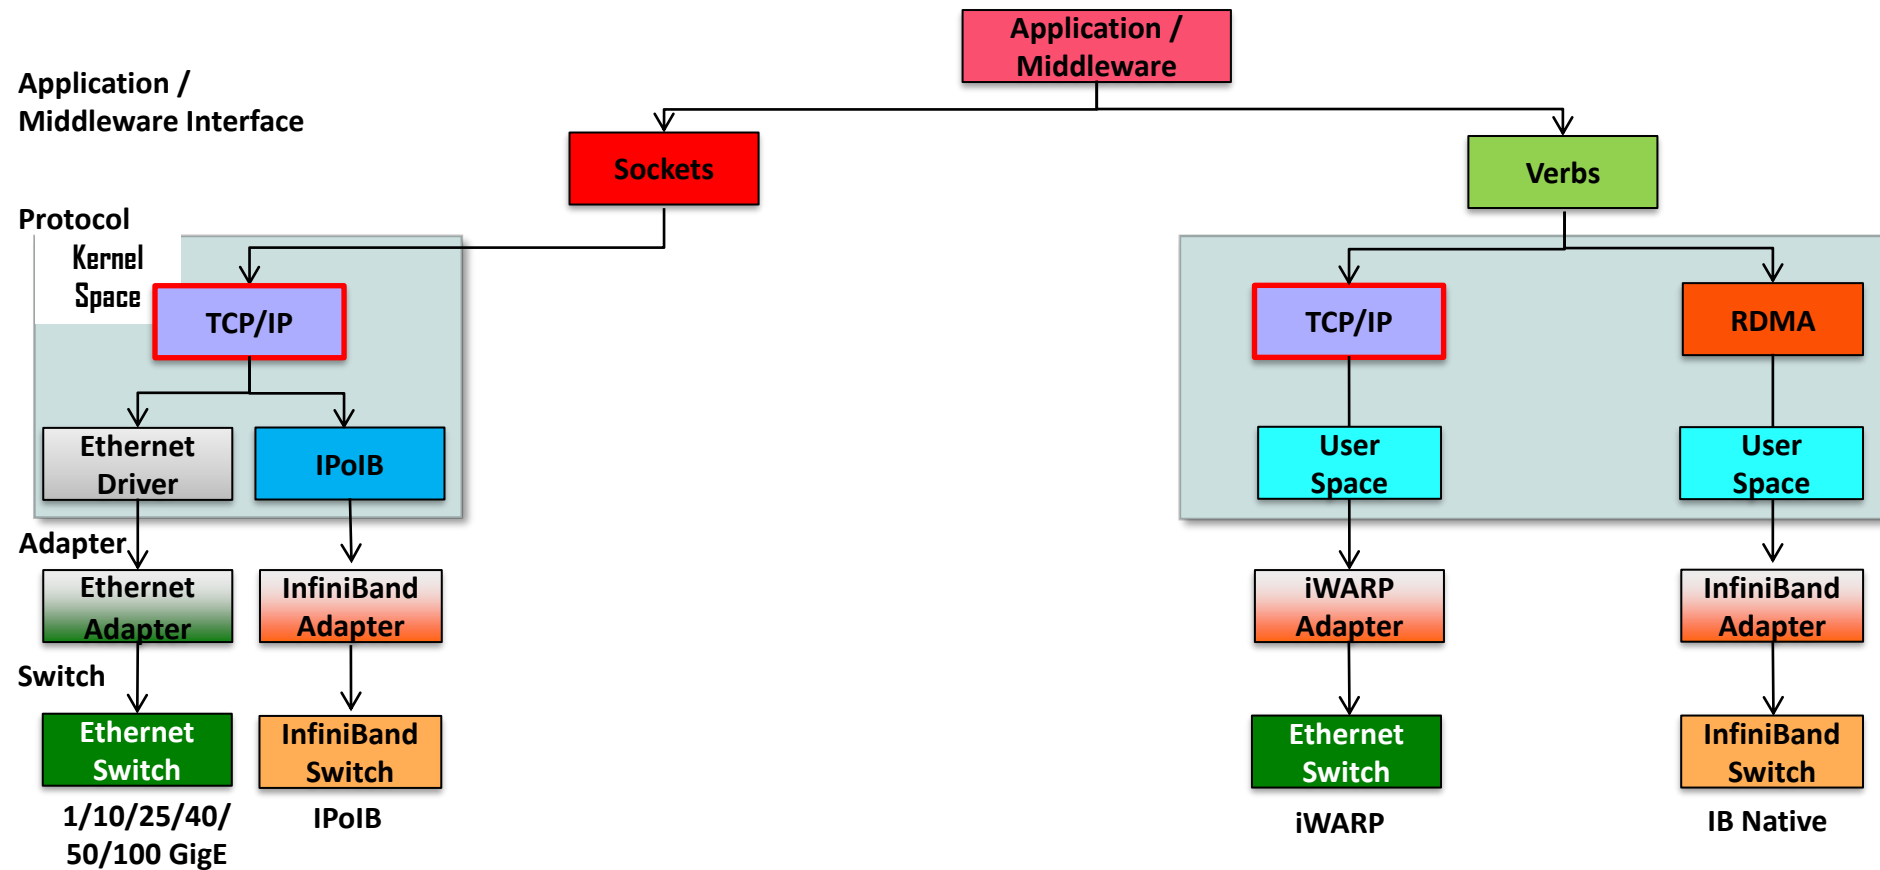 Application /
Middleware
Application /
Middleware Interface
Sockets
Verbs
Protocol
Kernel
Space
TCP/IP
TCP/IP
RDMA
Ethernet
Driver
IPoIB
User
Space
User
Space
Adapter
Ethernet
Adapter
InfiniBand
Adapter
iWARP
Adapter
InfiniBand
Adapter
Switch
Ethernet
Switch
InfiniBand
Switch
Ethernet
Switch
InfiniBand
Switch
1/10/25/40/
50/100 GigE
IPoIB
iWARP
IB Native